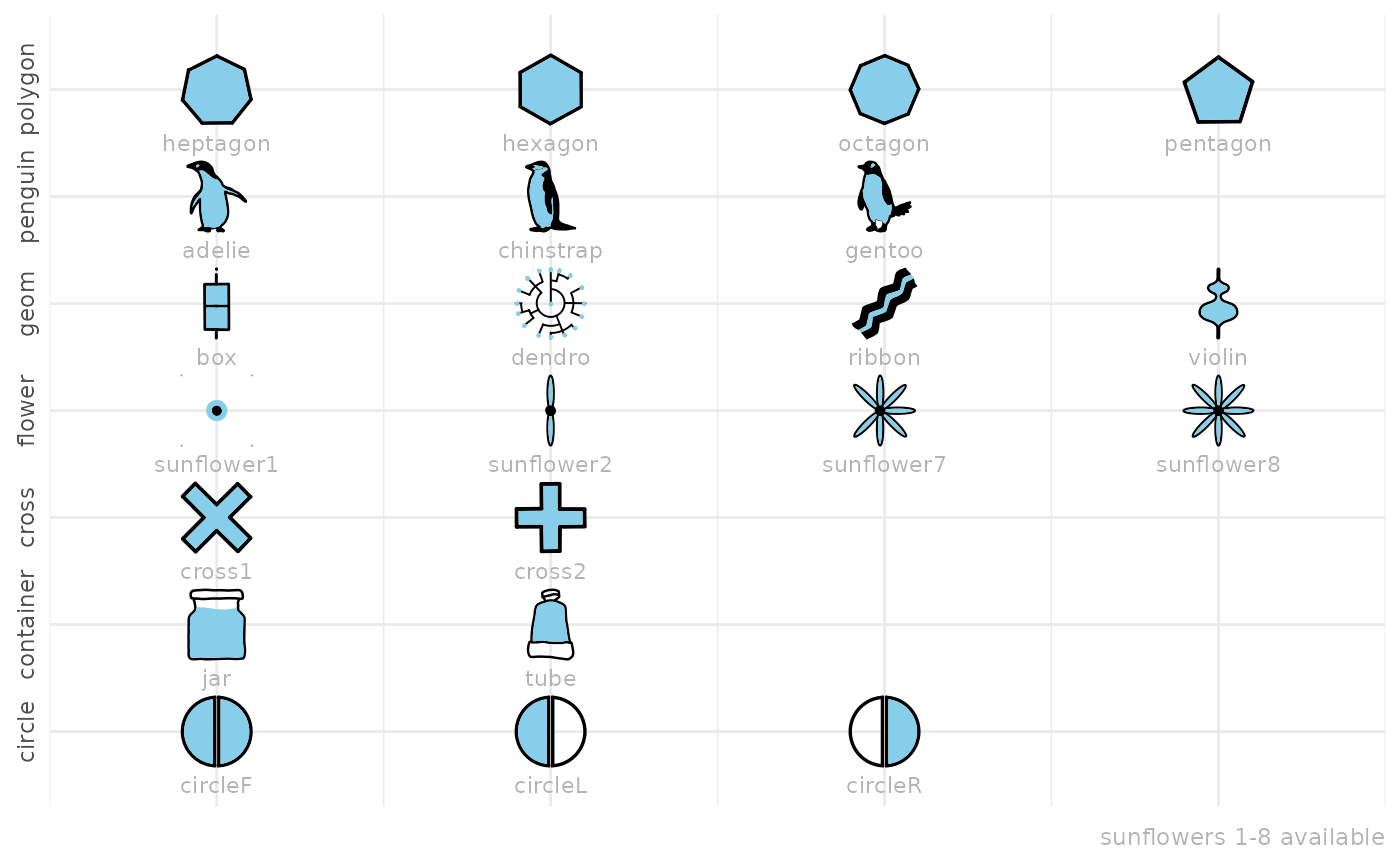 polygon
heptagon
hexagon
octagon
pentagon
penguin
adelie
chinstrap
gentoo
geom
box
dendro
ribbon
violin
flower
sunflower1
sunflower2
sunflower7
sunflower8
cross
cross1
cross2
container
jar
tube
circle
circleF
circleL
circleR
sunflowers 1-8 available